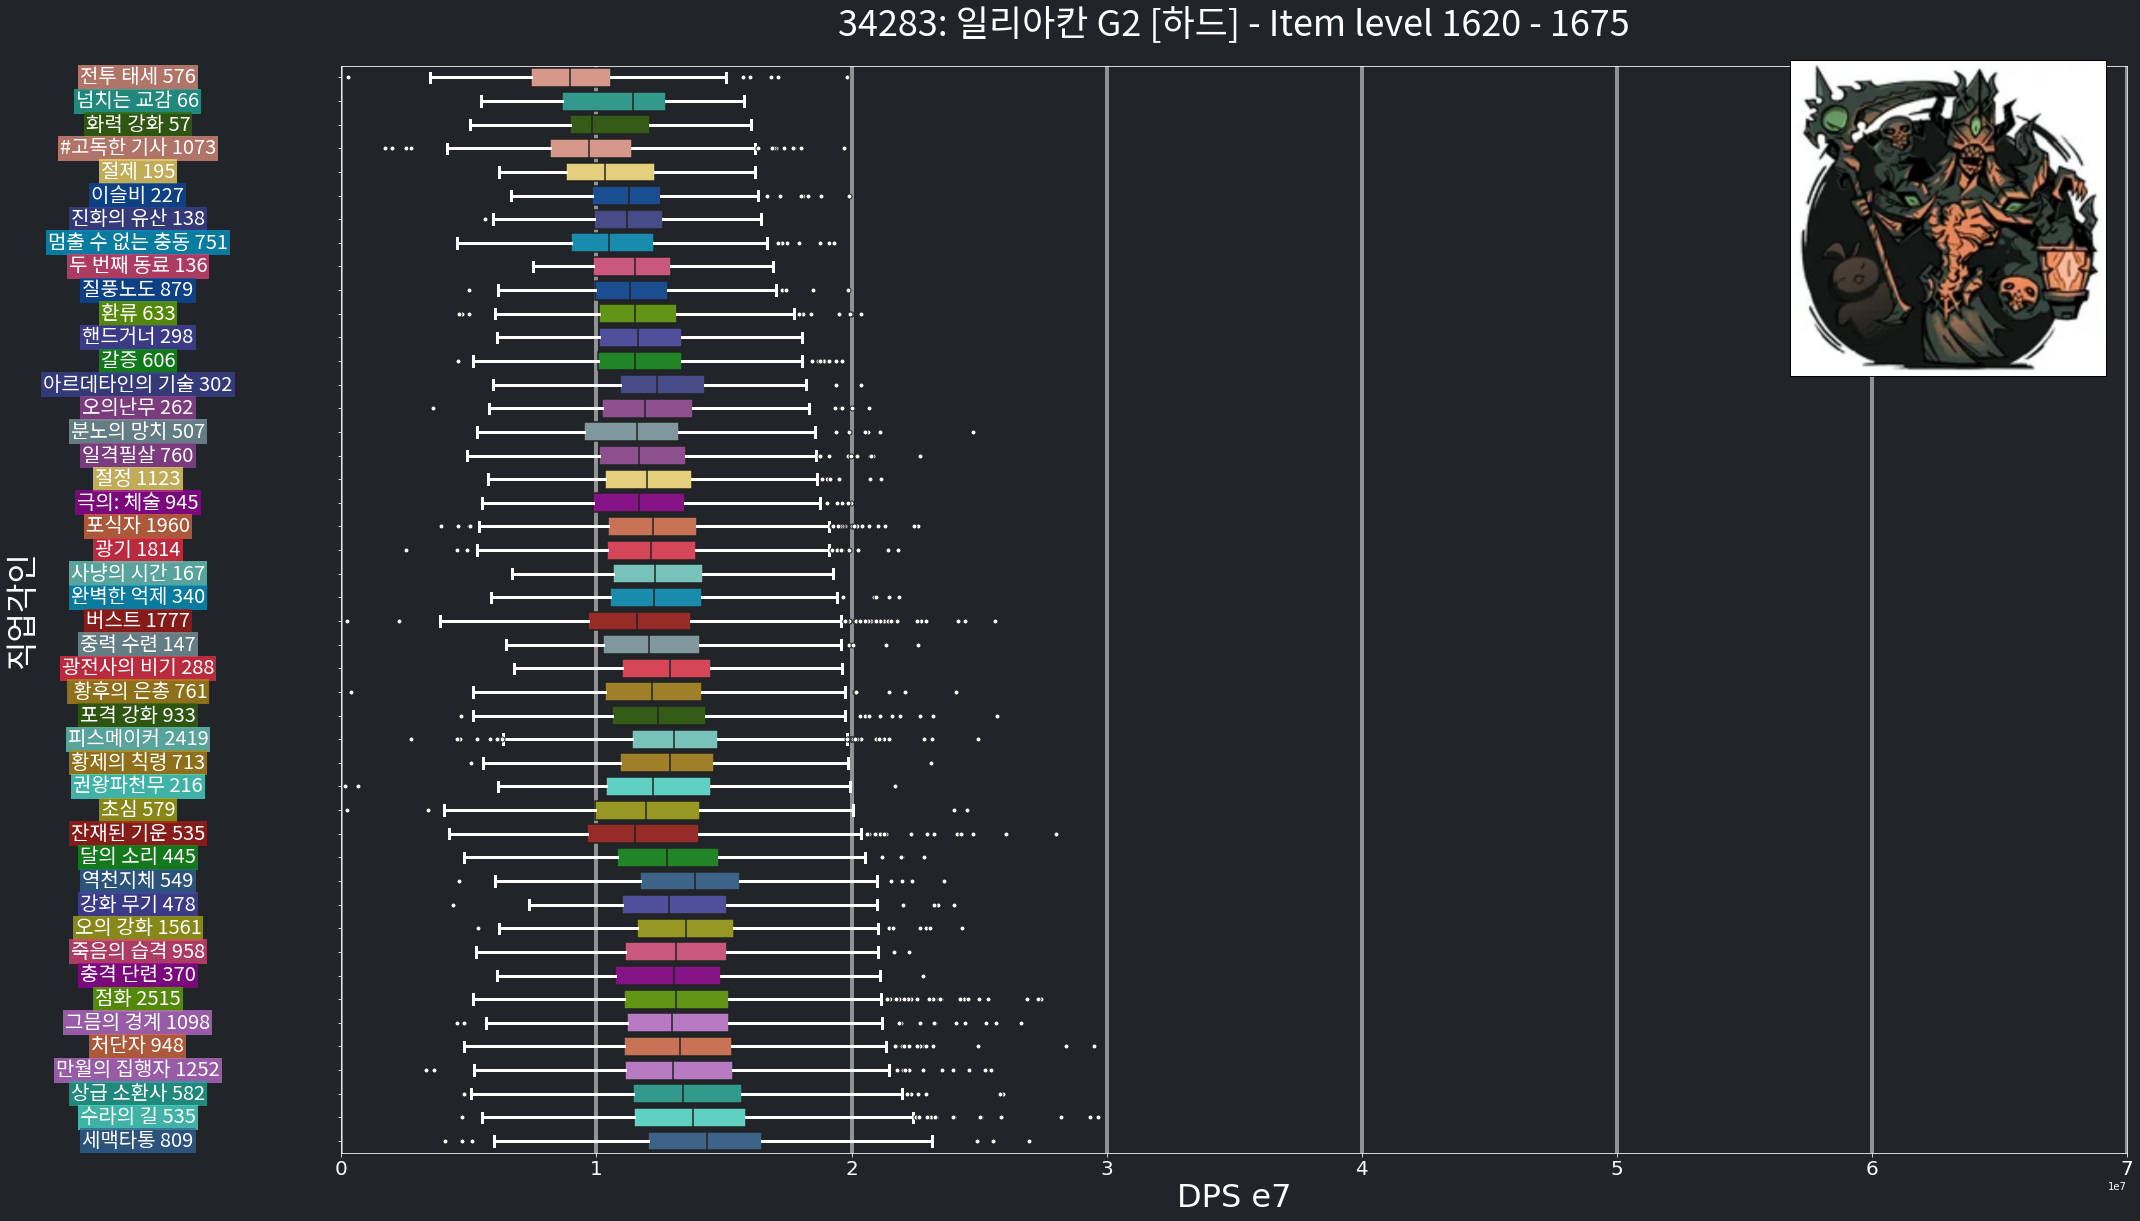 34283: 일리아칸 G2 [하드] - Item level 1620 - 1675
전투 태세 576
넘치는 교감 66
화력 강화 57
#고독한 기사 1073
절제 195
이슬비 227
진화의 유산 138
멈출 수 없는 충동 751
두 번째 동료 136
질풍노도 879
환류 633
핸드거너 298
갈증 606
아르데타인의 기술 302
오의난무 262
분노의 망치 507
일격필살 760
절정 1123
극의: 체술 945
포식자 1960
광기 1814
사냥의 시간 167
완벽한 억제 340
버스트 1777
중력 수련 147
광전사의 비기 288
황후의 은총 761
포격 강화 933
피스메이커 2419
황제의 칙령 713
권왕파천무 216
초심 579
잔재된 기운 535
달의 소리 445
역천지체 549
강화 무기 478
오의 강화 1561
죽음의 습격 958
충격 단련 370
점화 2515
그믐의 경계 1098
처단자 948
만월의 집행자 1252
상급 소환사 582
수라의 길 535
세맥타통 809
직업각인
0 1 2 3 4 5 6 7
DPS e7
1e7